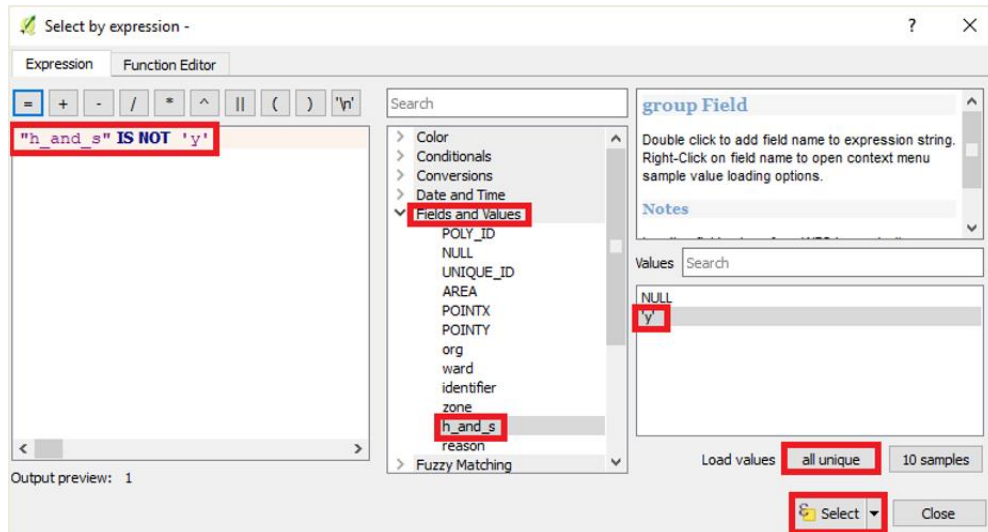 Select by expression -
? ×
Expression Function Editor
= + - / * ^ || ( ) '\n'
"h_and_s" IS NOT 'y'
Output preview: 1
Search
Color
Conditionals
Conversions
Date and Time
Fields and Values
POLY_ID
NULL
UNIQUE_ID
AREA
POINTX
POINTY
org
ward
identifier
zone
h_and_s
reason
Fuzzy Matching
group Field
Double click to add field name to expression string.
Right-Click on field name to open context menu
sample value loading options.
Notes
Values Search
NULL
'y'
Load values all unique 10 samples
Select Close